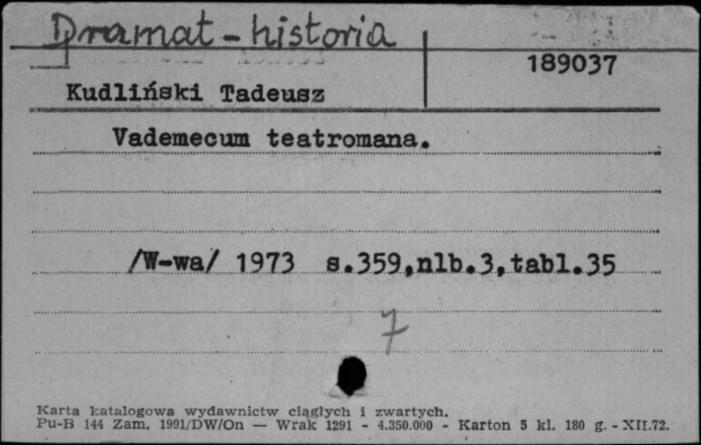 Dramat - historia
189037
Kudliński Tadeusz
Vademecum teatromana.
/W-wa/ 1973 s.359,nlb.3,tabl.35
7
Karta katalogowa wydawnictw ciągłych i zwartych.
Pu-B 144 Zam. 1991/DW/On — Wrak 1291 - 4.350.000 - Karton 5 kl. 180 g. - XII.72.